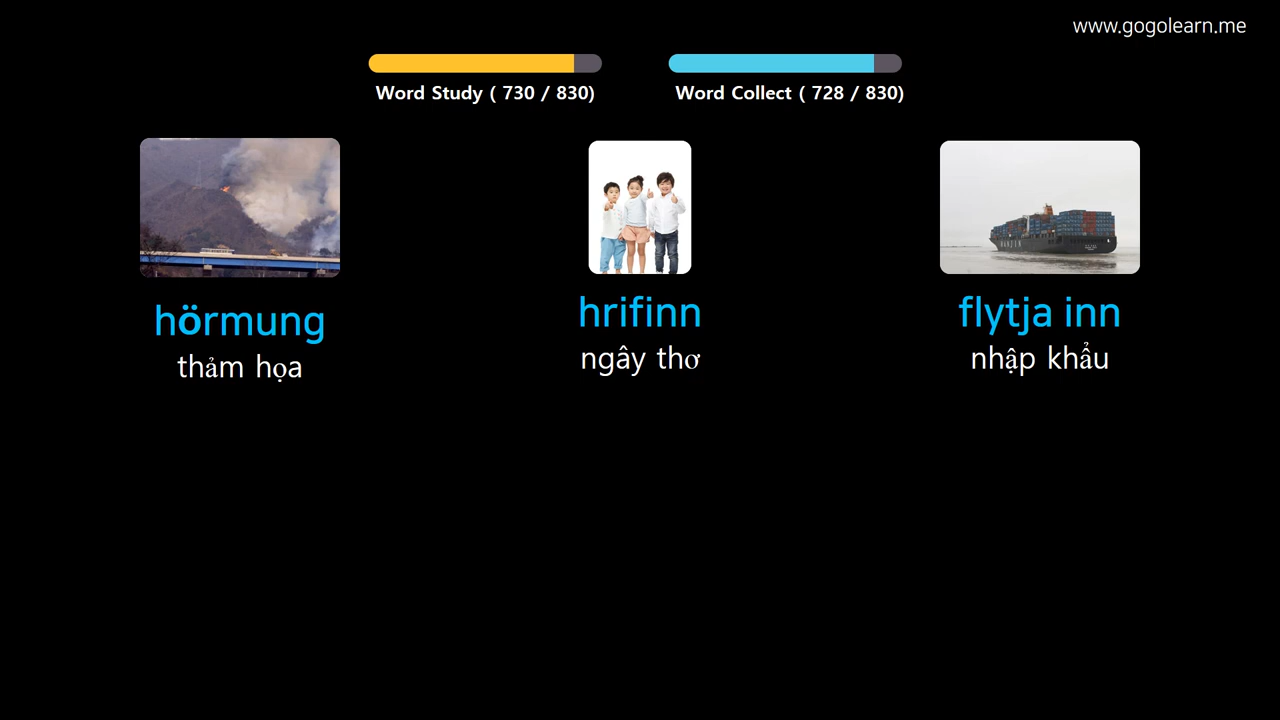 www.gogolearn.me
Word Study ( 730 / 830)
Word Collect ( 728 / 830)
hörmung
thảm họa
hrifinn
ngây thơ
flytja inn
nhập khẩu